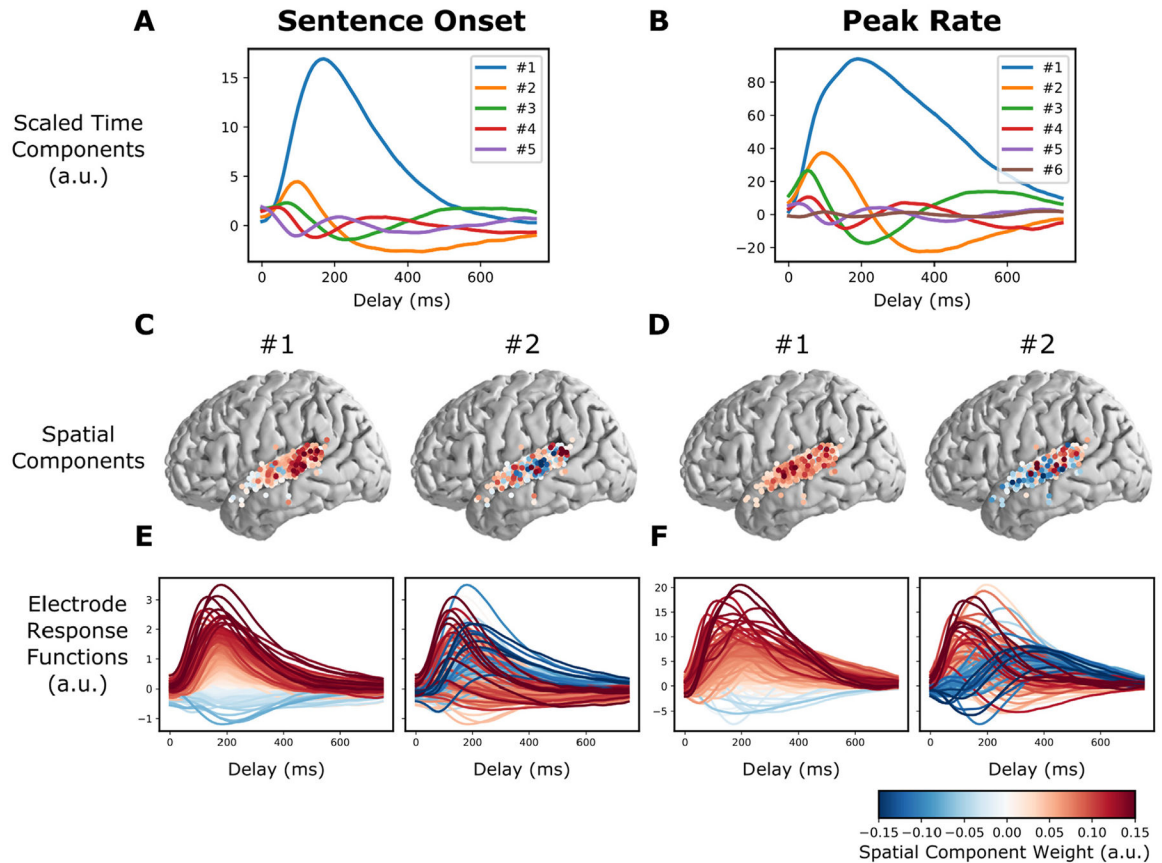 A
Sentence Onset
B
Peak Rate
Scaled Time
Components
(a.u.)
15
10
5
0
#1
#2
#3
#4
#5
0
200
400
600
Delay (ms)
80
60
40
20
0
−20
#1
#2
#3
#4
#5
#6
0
200
400
600
Delay (ms)
C
D
#1
#2
#1
#2
Spatial
Components
E
F
Electrode
Response
Functions
(a.u.)
3
2
1
0
−1
0
200
400
600
Delay (ms)
0
200
400
600
Delay (ms)
20
15
10
5
0
−5
0
200
400
600
Delay (ms)
0
200
400
600
Delay (ms)
−0.15 −0.10 −0.05 0.00 0.05 0.10 0.15
Spatial Component Weight (a.u.)